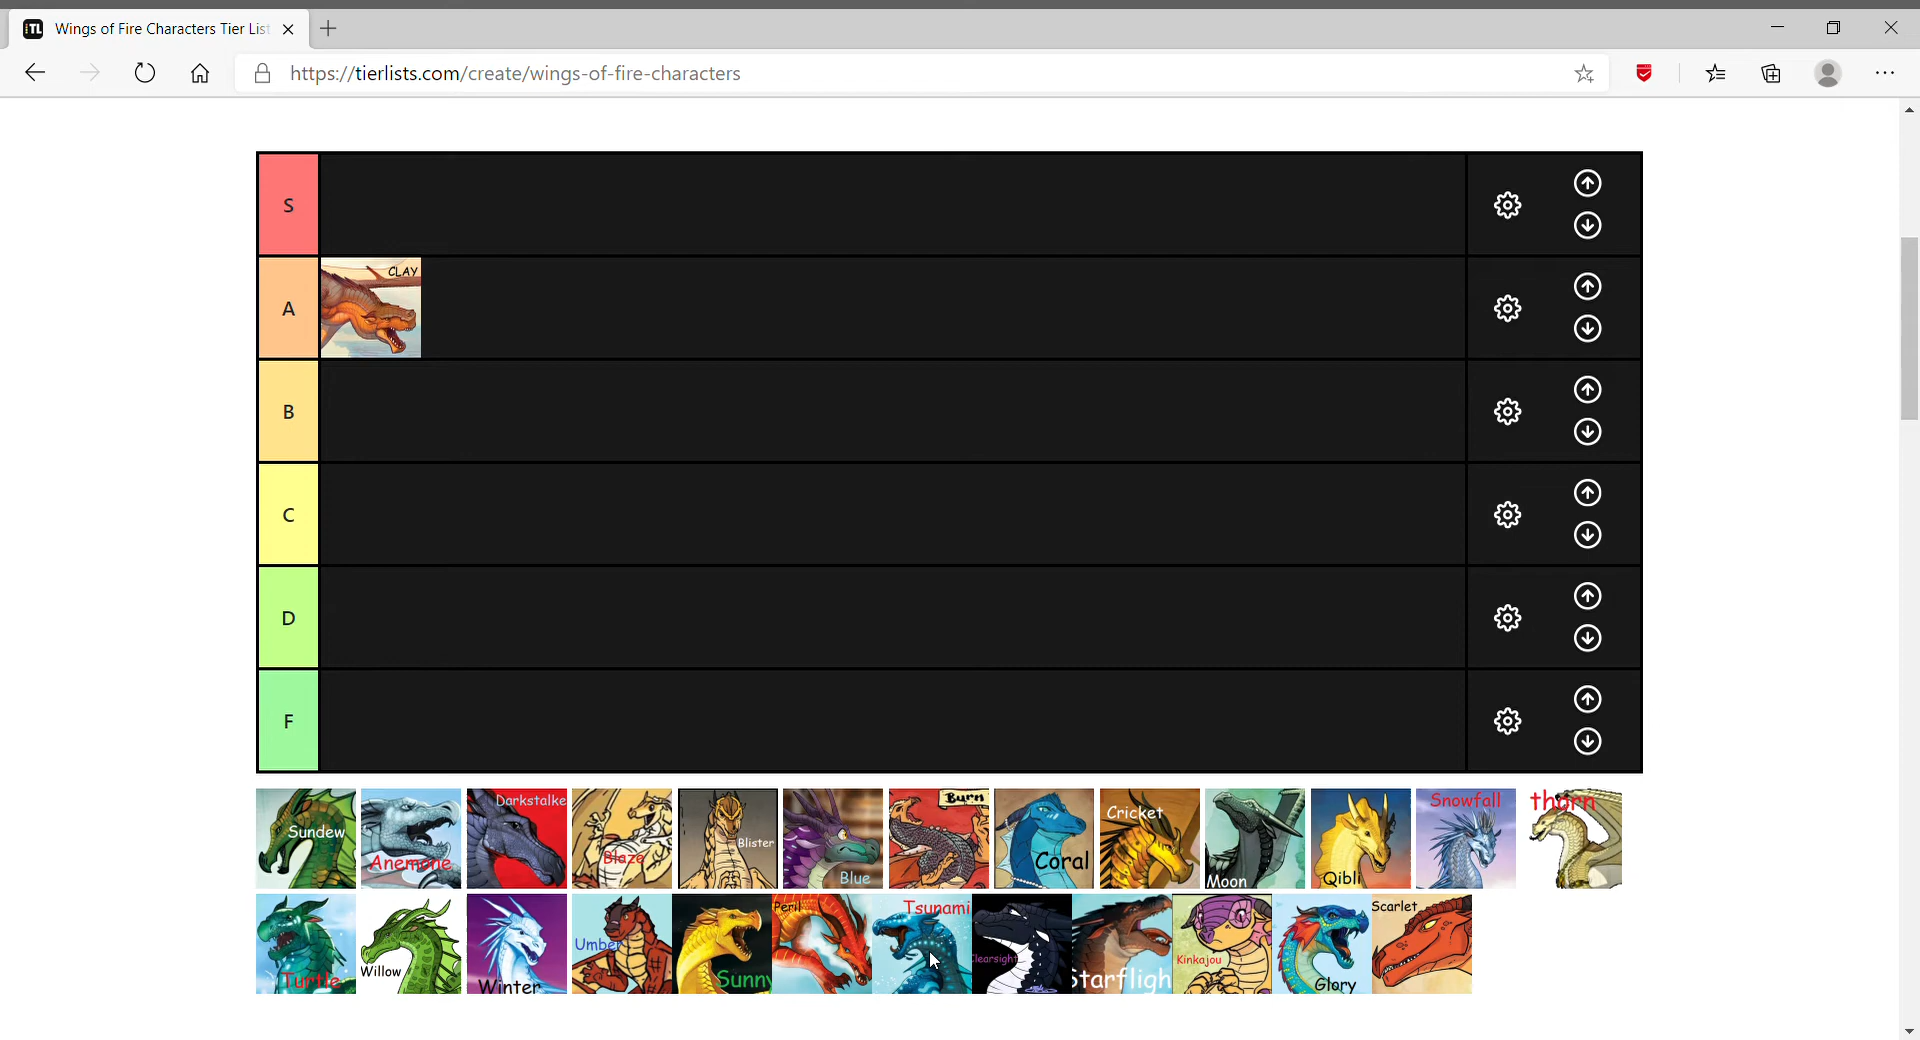 TL Wings of Fire Characters Tier List
https://tierlists.com/create/wings-of-fire-characters
S
A
CLAY
B
C
D
F
Sundew
Anemone
Darkstalke
Blaze
Blister
Blue
Burn
Coral
Cricket
Moon
Qibli
Snowfall
thorn
Turtle
Willow
Winter
Umber
Sunny
Peril
Tsunami
Clearsight
Starfligh
Kinkajou
Glory
Scarlet